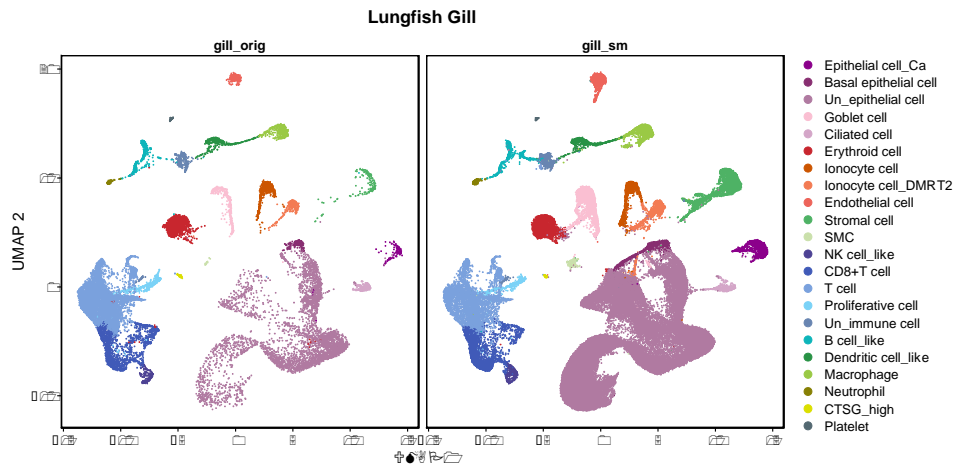 Lungfish Gill
gill_orig
gill_sm
UMAP 2
Epithelial cell_Ca
Basal epithelial cell
Un_epithelial cell
Goblet cell
Ciliated cell
Erythroid cell
Ionocyte cell
Ionocyte cell_DMRT2
Endothelial cell
Stromal cell
SMC
NK cell_like
CD8+T cell
T cell
Proliferative cell
Un_immune cell
B cell_like
Dendritic cell_like
Macrophage
Neutrophil
CTSG_high
Platelet